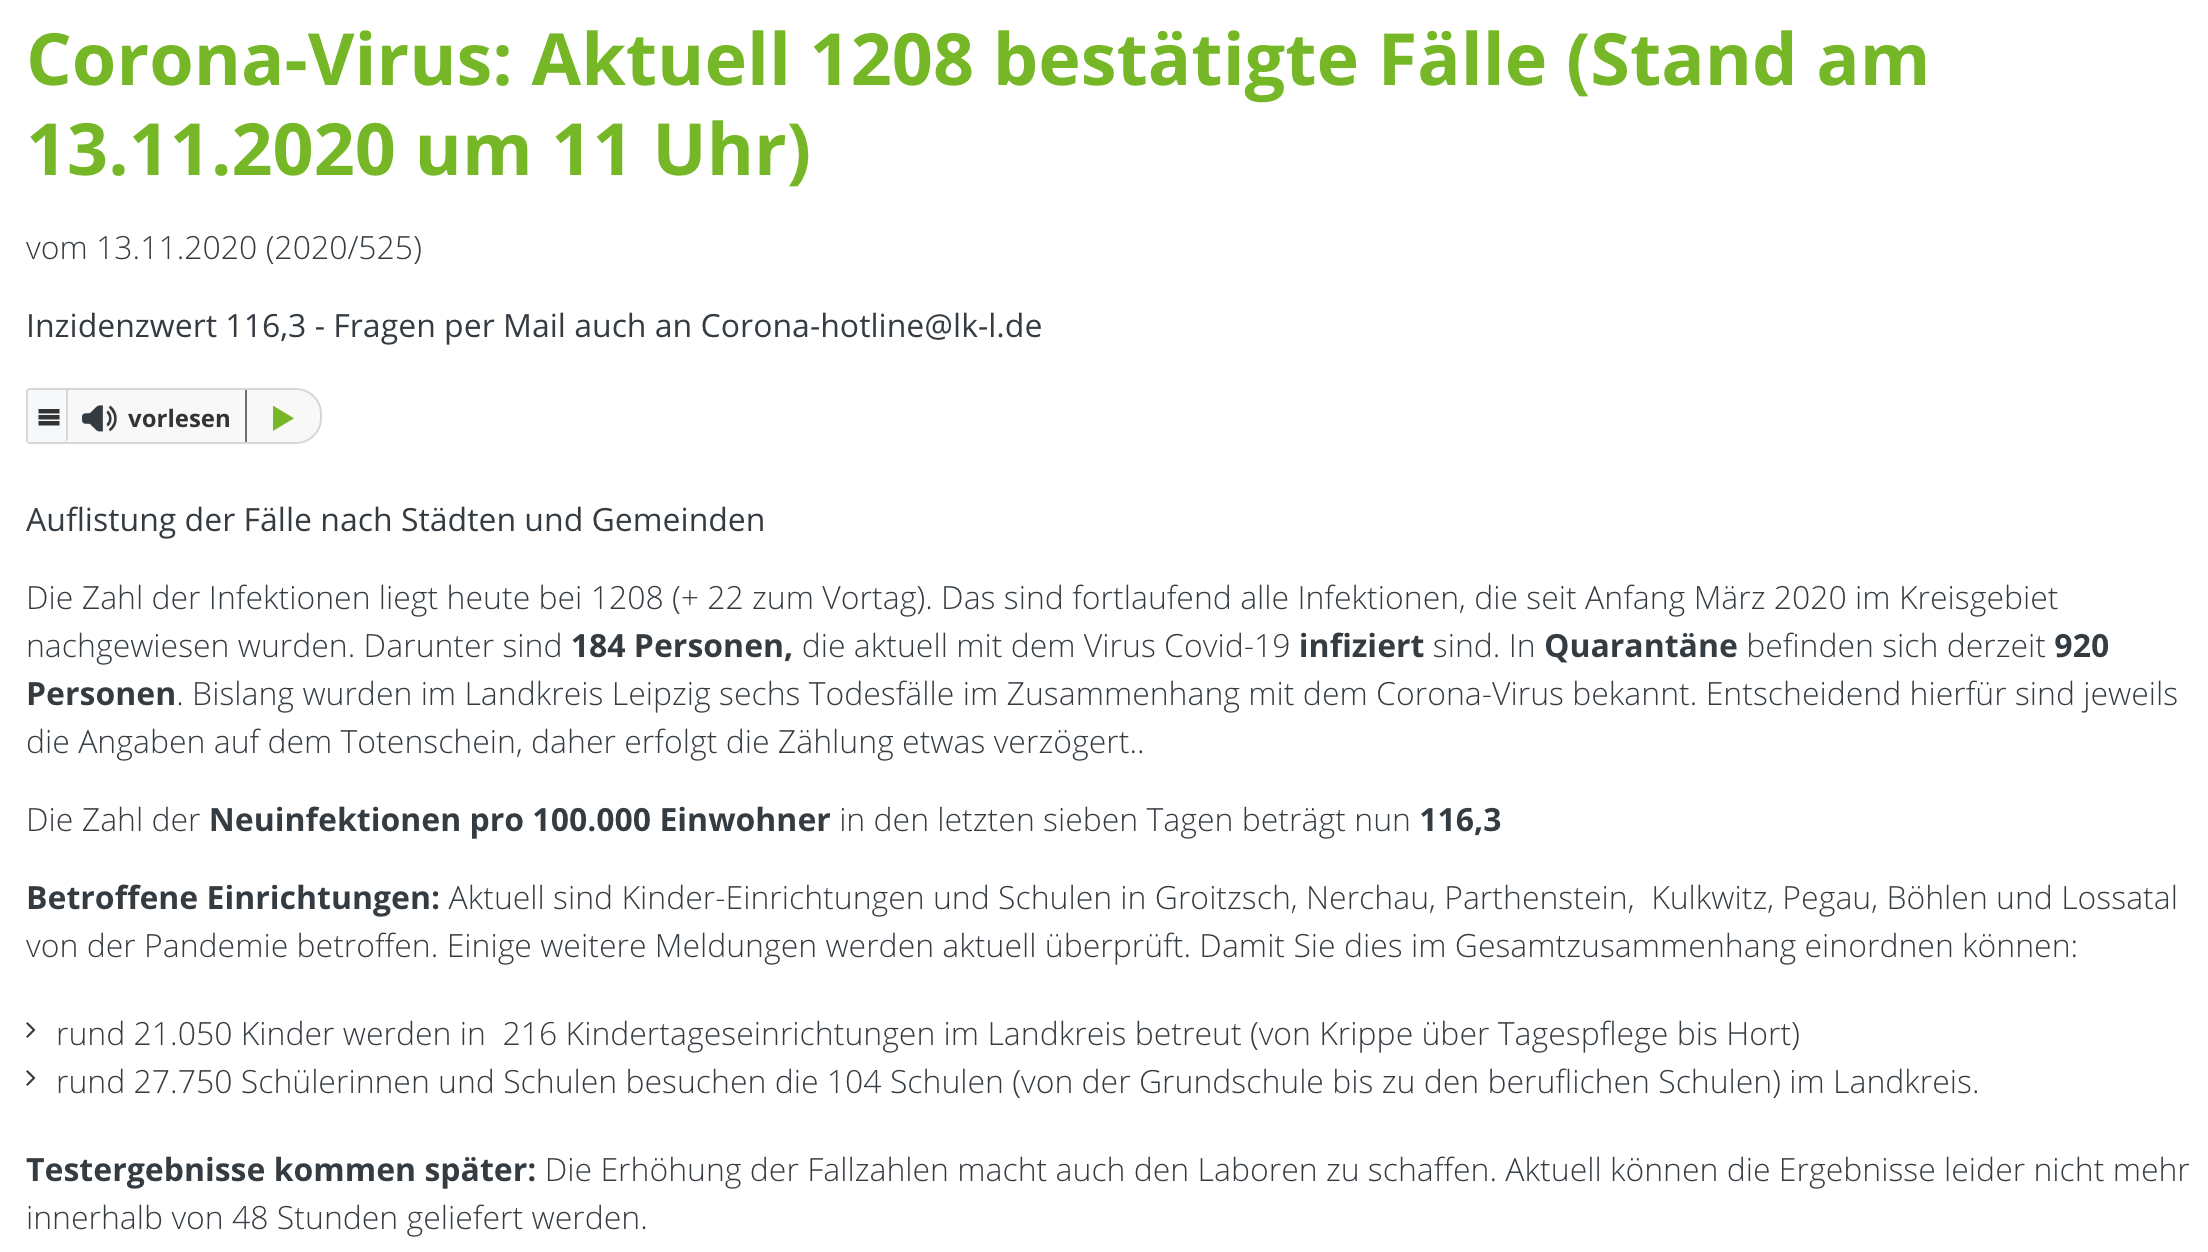 Corona-Virus: Aktuell 1208 bestätigte Fälle (Stand am
13.11.2020 um 11 Uhr)
vom 13.11.2020 (2020/525)
Inzidenzwert 116,3 - Fragen per Mail auch an Corona-hotline@lk-l.de
vorlesen
Auflistung der Fälle nach Städten und Gemeinden
Die Zahl der Infektionen liegt heute bei 1208 (+ 22 zum Vortag). Das sind fortlaufend alle Infektionen, die seit Anfang März 2020 im Kreisgebiet
nachgewiesen wurden. Darunter sind 184 Personen, die aktuell mit dem Virus Covid-19 infiziert sind. In Quarantäne befinden sich derzeit 920
Personen. Bislang wurden im Landkreis Leipzig sechs Todesfälle im Zusammenhang mit dem Corona-Virus bekannt. Entscheidend hierfür sind jeweils
die Angaben auf dem Totenschein, daher erfolgt die Zählung etwas verzögert..
Die Zahl der Neuinfektionen pro 100.000 Einwohner in den letzten sieben Tagen beträgt nun 116,3
Betroffene Einrichtungen: Aktuell sind Kinder-Einrichtungen und Schulen in Groitzsch, Nerchau, Parthenstein,  Kulkwitz, Pegau, Böhlen und Lossatal
von der Pandemie betroffen. Einige weitere Meldungen werden aktuell überprüft. Damit Sie dies im Gesamtzusammenhang einordnen können:
rund 21.050 Kinder werden in  216 Kindertageseinrichtungen im Landkreis betreut (von Krippe über Tagespflege bis Hort)
rund 27.750 Schülerinnen und Schulen besuchen die 104 Schulen (von der Grundschule bis zu den beruflichen Schulen) im Landkreis.
Testergebnisse kommen später: Die Erhöhung der Fallzahlen macht auch den Laboren zu schaffen. Aktuell können die Ergebnisse leider nicht mehr
innerhalb von 48 Stunden geliefert werden.